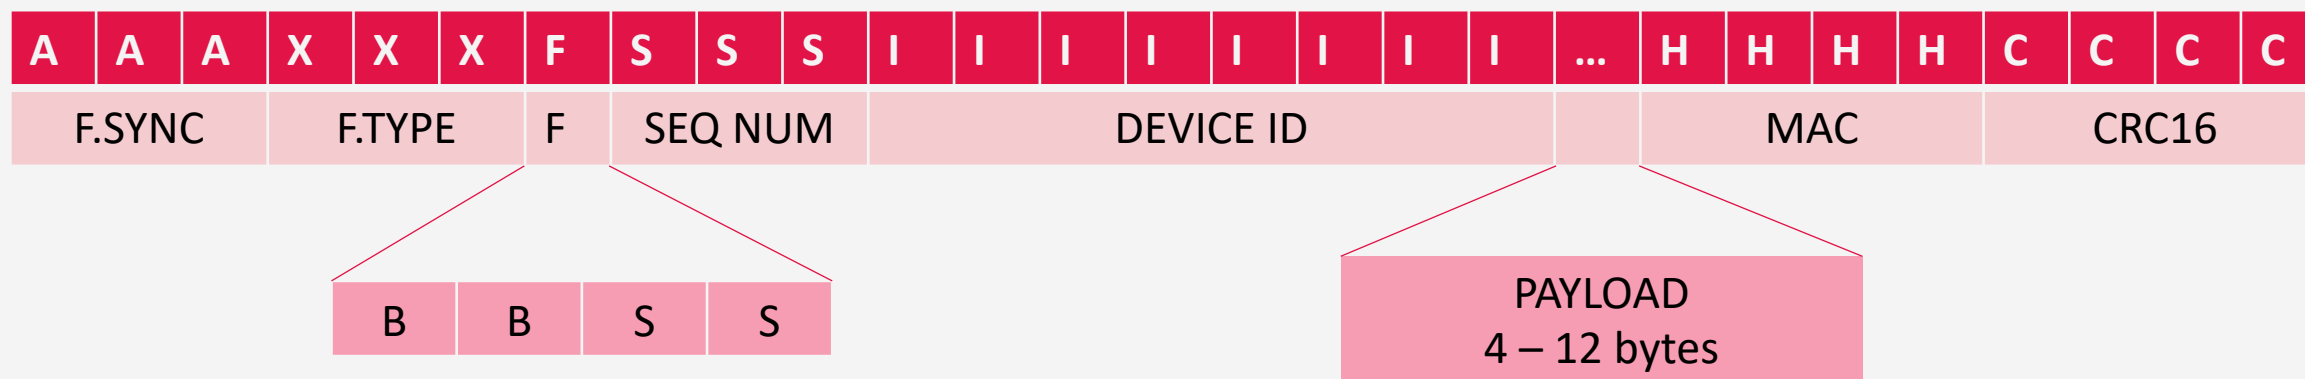 A A A X X X F S S S I I I I I I I I ... H H H H C C C C
F.SYNC F.TYPE F SEQ NUM DEVICE ID MAC CRC16
B B S S
PAYLOAD
4 – 12 bytes